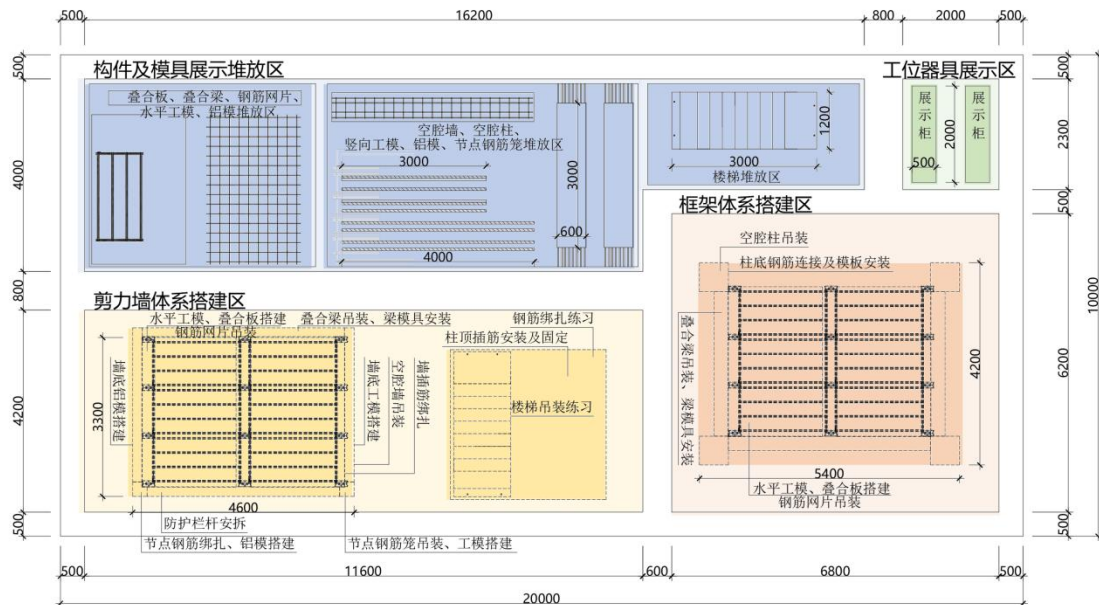 500
16200
800
2000
500
构件及模具展示堆放区
工位器具展示区
500
4000
800
4200
500
叠合板、叠合梁、钢筋网片、
水平工模、铝模堆放区
空腔墙、空腔柱、
竖向工模、铝模、节点钢筋笼堆放区
3000
4000
3000
600
1200
3000
楼梯堆放区
展示柜
2000
500
展示柜
500
2300
500
6200
500
10000
框架体系搭建区
空腔柱吊装
柱底钢筋连接及模板安装
叠合梁吊装、梁模具安装
4200
5400
水平工模、叠合板搭建
钢筋网片吊装
剪力墙体系搭建区
水平工模、叠合板搭建
钢筋网片吊装
叠合梁吊装、梁模具安装
钢筋绑扎练习
柱顶插筋安装及固定
楼梯吊装练习
3300
墙底铝模搭建
墙底工模搭建
空腔墙吊装
墙插筋绑扎
4600
防护栏杆安拆
节点钢筋绑扎、铝模搭建
节点钢筋笼吊装、工模搭建
500
11600
600
6800
500
20000